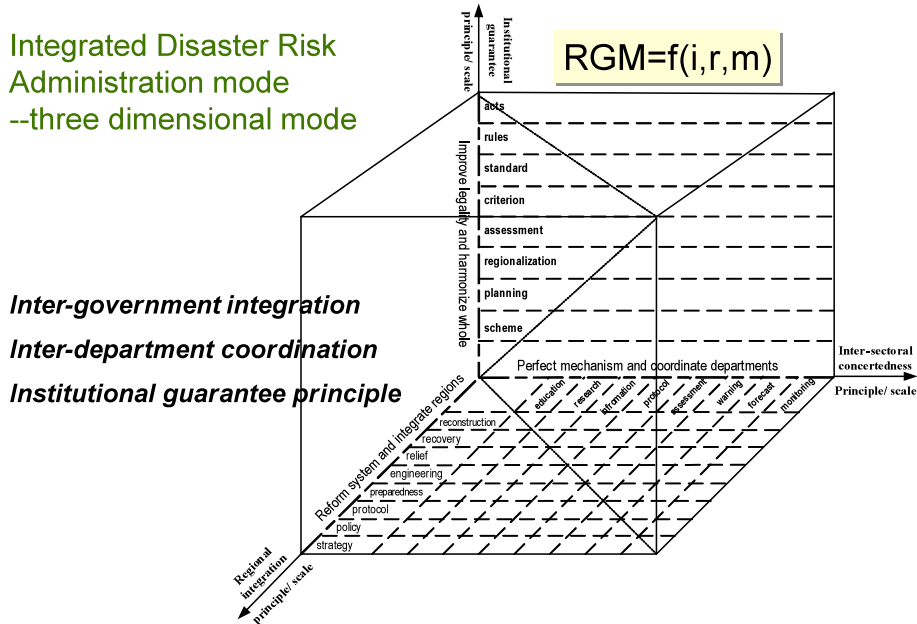 Integrated Disaster Risk
Administration mode
--three dimensional mode
principle/ scale
Institutional
guarantee
RGM=f(i,r,m)
acts
rules
standard
criterion
assessment
regionalization
planning
scheme
Improve legality and harmonize whole
Inter-government integration
Inter-department coordination
Institutional guarantee principle
Perfect mechanism and coordinate departments
Inter-sectoral
concertedness
Principle/ scale
education
research
infromation
protocol
assessment
warning
forecast
monitoring
Reform system and integrate regions
reconstruction
recovery
relief
engineering
preparedness
protocol
policy
strategy
Regional
integration
principle/ scale